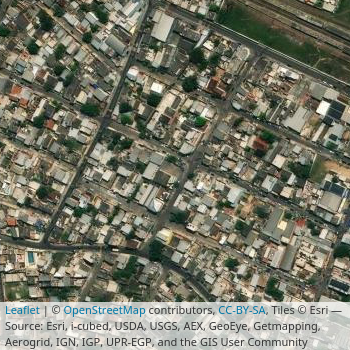 Leaflet | © OpenStreetMap contributors, CC-BY-SA, Tiles © Esri —
Source: Esri, i-cubed, USDA, USGS, AEX, GeoEye, Getmapping,
Aerogrid, IGN, IGP, UPR-EGP, and the GIS User Community